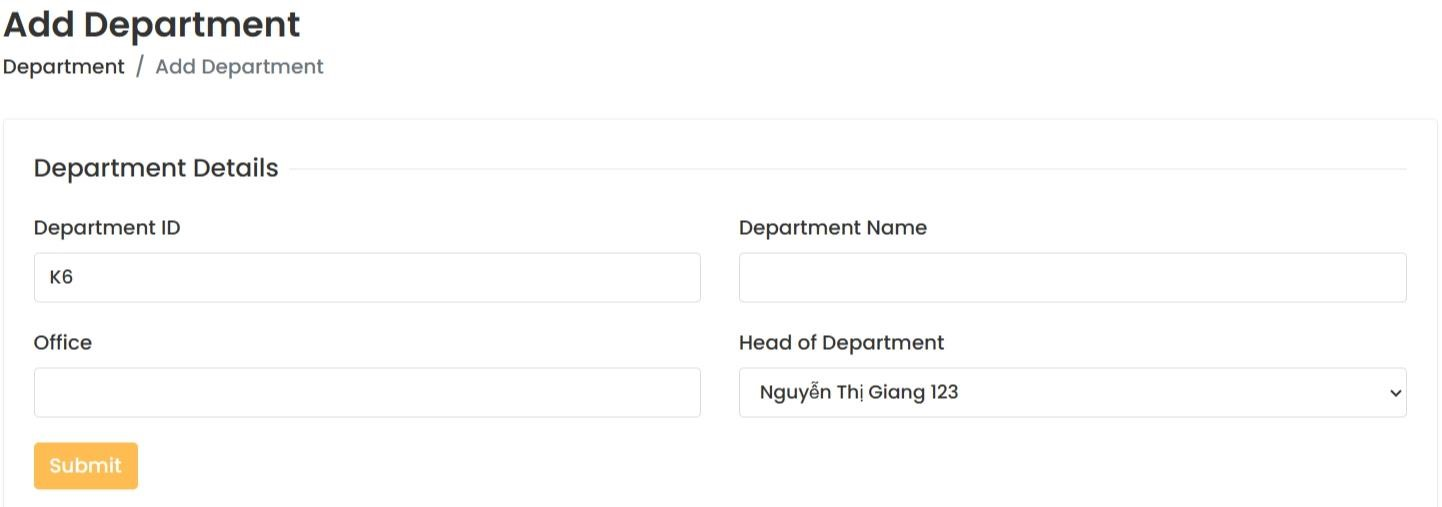 Add Department
Department / Add Department
Department Details
Department ID
Department Name
K6
Office
Head of Department
Nguyễn Thị Giang 123
Submit